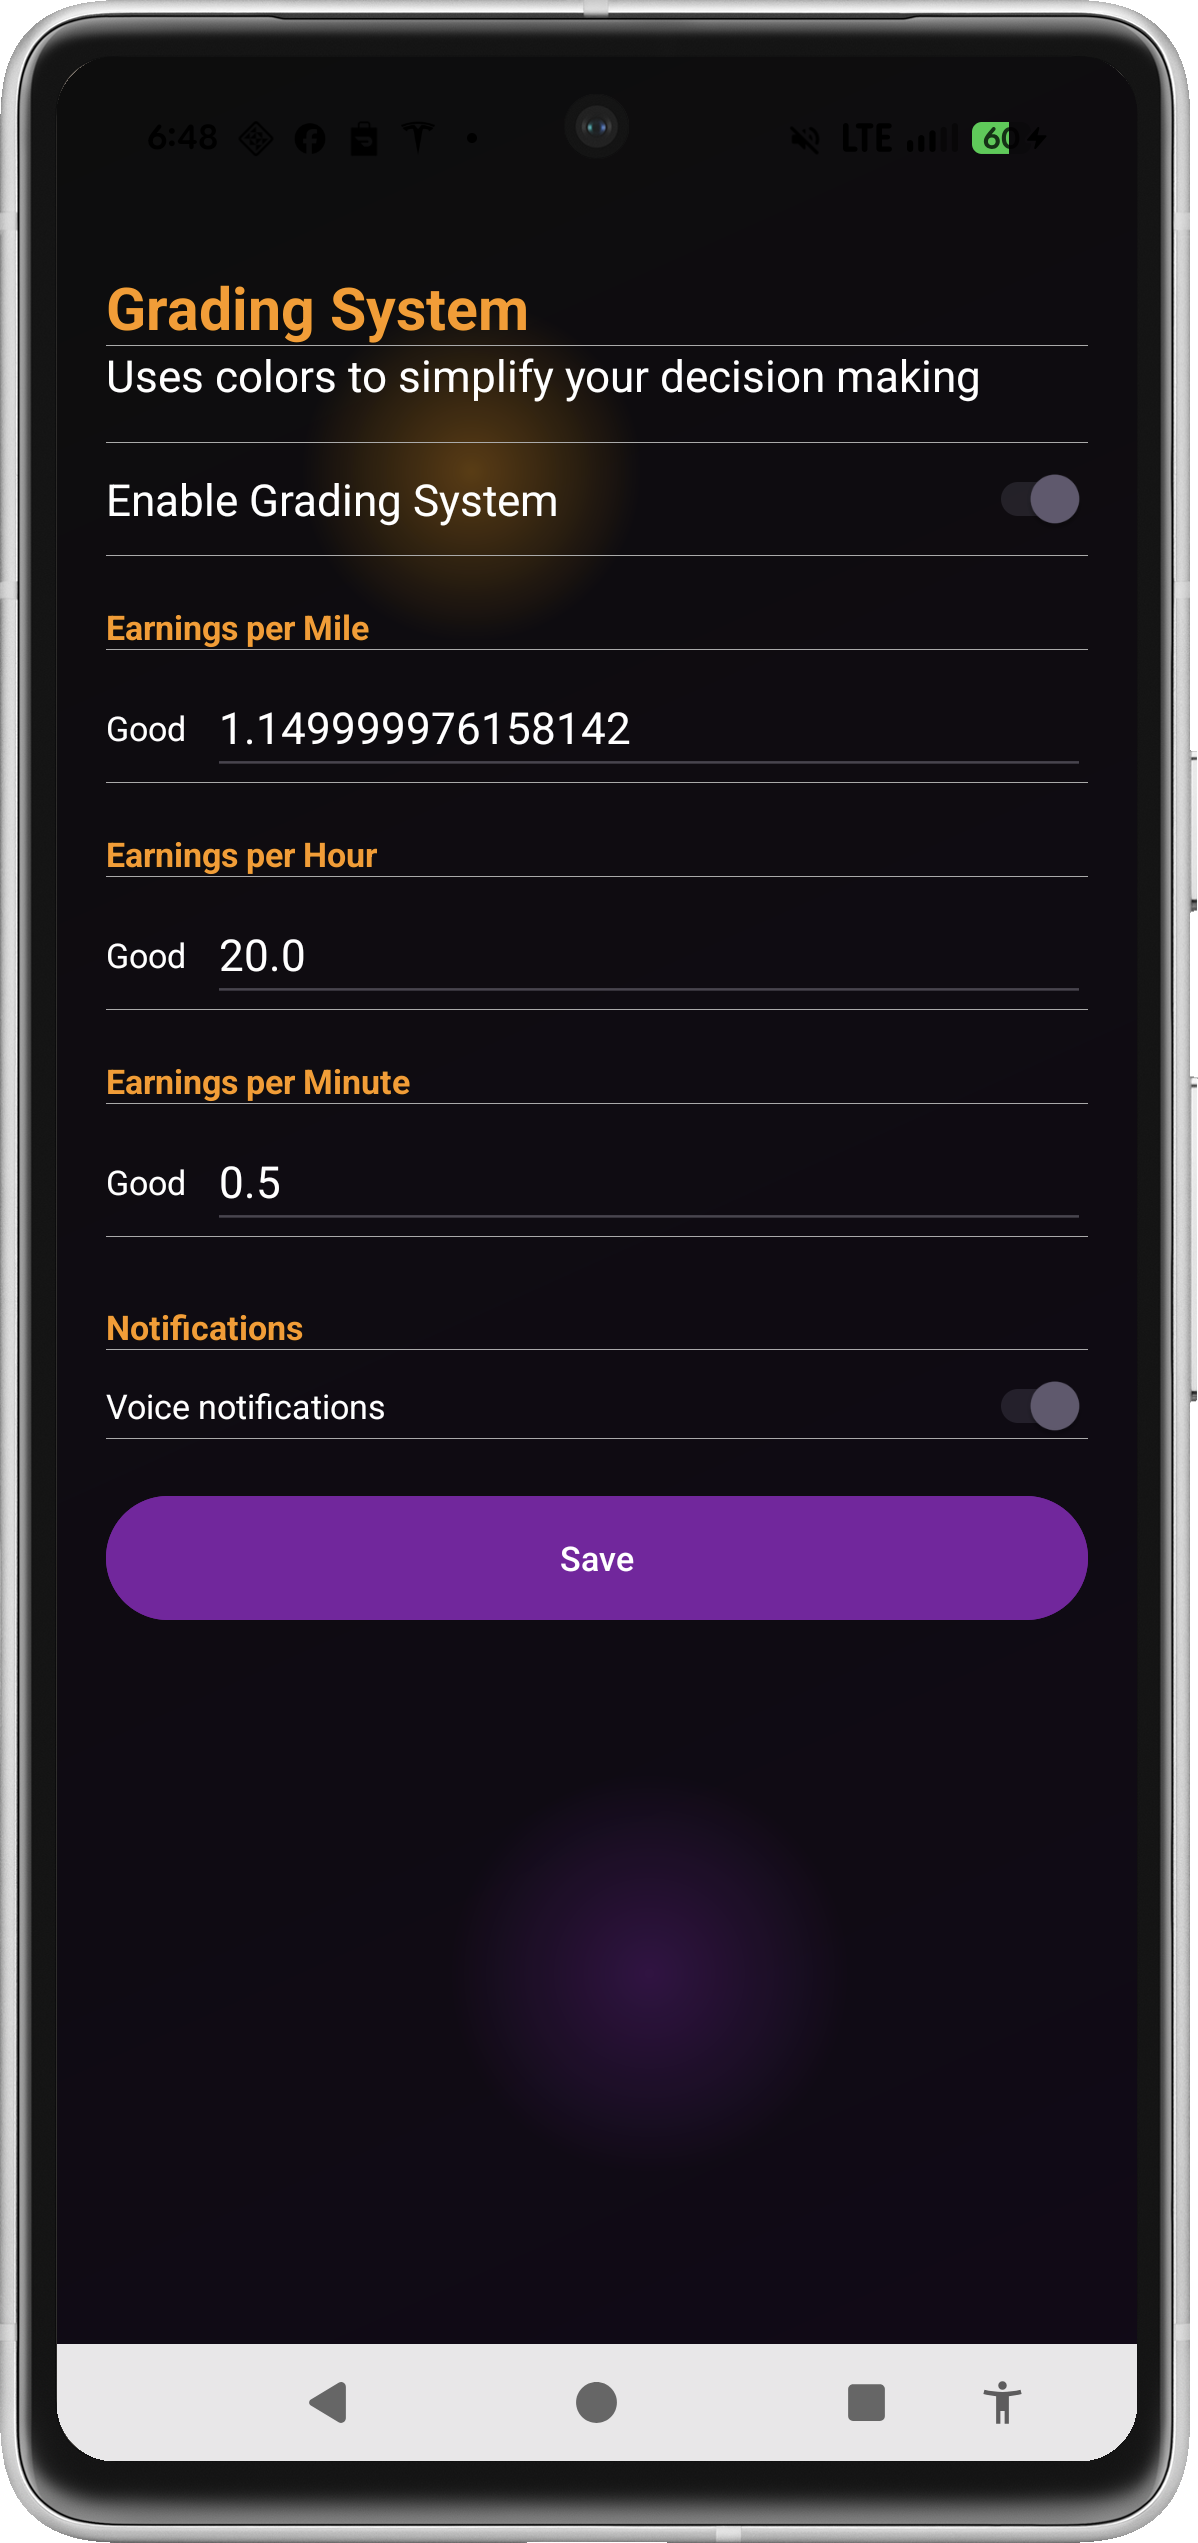 6:48 LTE 60
Grading System
Uses colors to simplify your decision making
Enable Grading System
Earnings per Mile
Good 1.149999976158142
Earnings per Hour
Good 20.0
Earnings per Minute
Good 0.5
Notifications
Voice notifications
Save